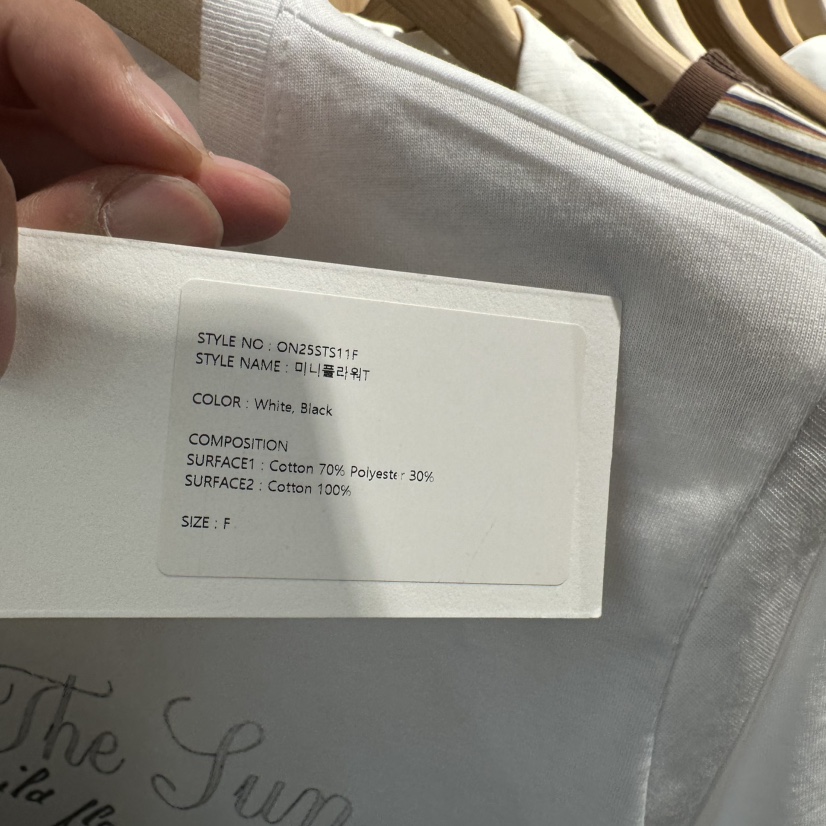 STYLE NO : ON25STS11F
STYLE NAME : 미니플라워T
COLOR : White, Black
COMPOSITION
SURFACE1 : Cotton 70% Polyester 30%
SURFACE2 : Cotton 100%
SIZE : F
The Sun